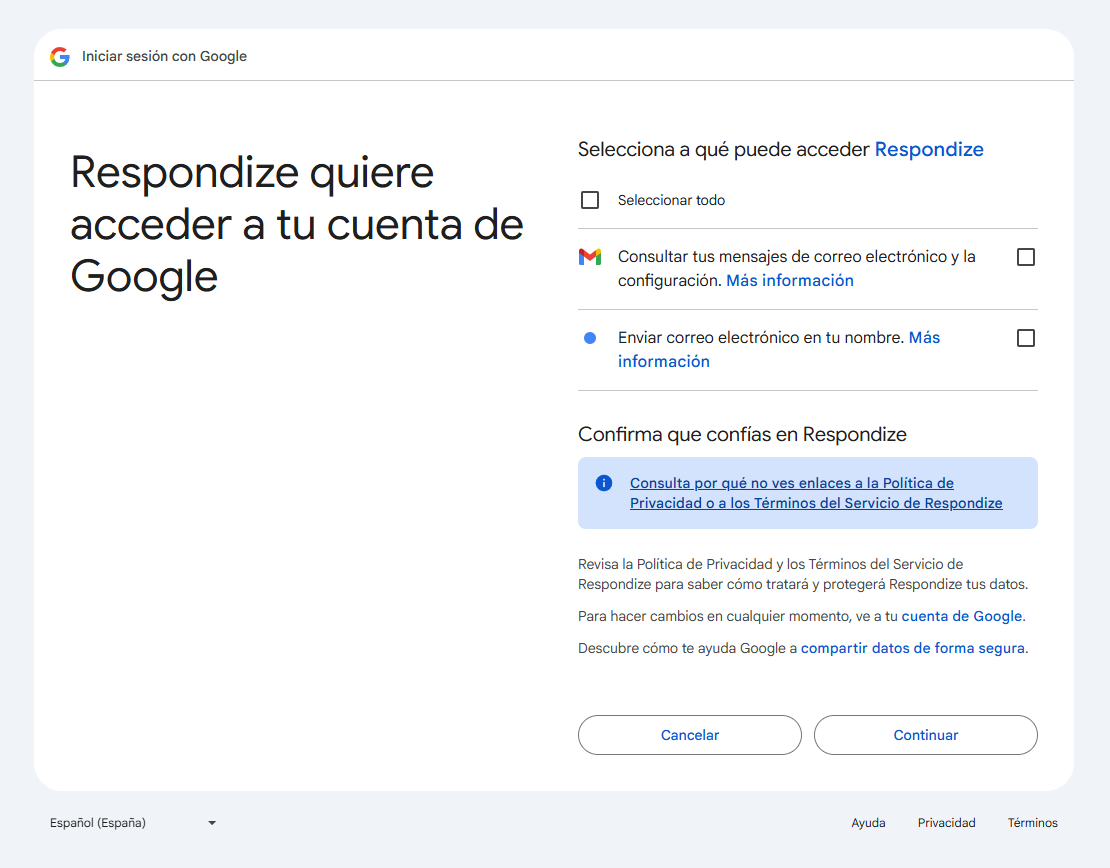 Iniciar sesión con Google
Respondize quiere
acceder a tu cuenta de
Google
Selecciona a qué puede acceder Respondize
Seleccionar todo
Consultar tus mensajes de correo electrónico y la
configuración. Más información
Enviar correo electrónico en tu nombre. Más
información
Confirma que confías en Respondize
Consulta por qué no ves enlaces a la Política de
Privacidad o a los Términos del Servicio de Respondize
Revisa la Política de Privacidad y los Términos del Servicio de
Respondize para saber cómo tratará y protegerá Respondize tus datos.
Para hacer cambios en cualquier momento, ve a tu cuenta de Google.
Descubre cómo te ayuda Google a compartir datos de forma segura.
Cancelar
Continuar
Español (España)
Ayuda
Privacidad
Términos